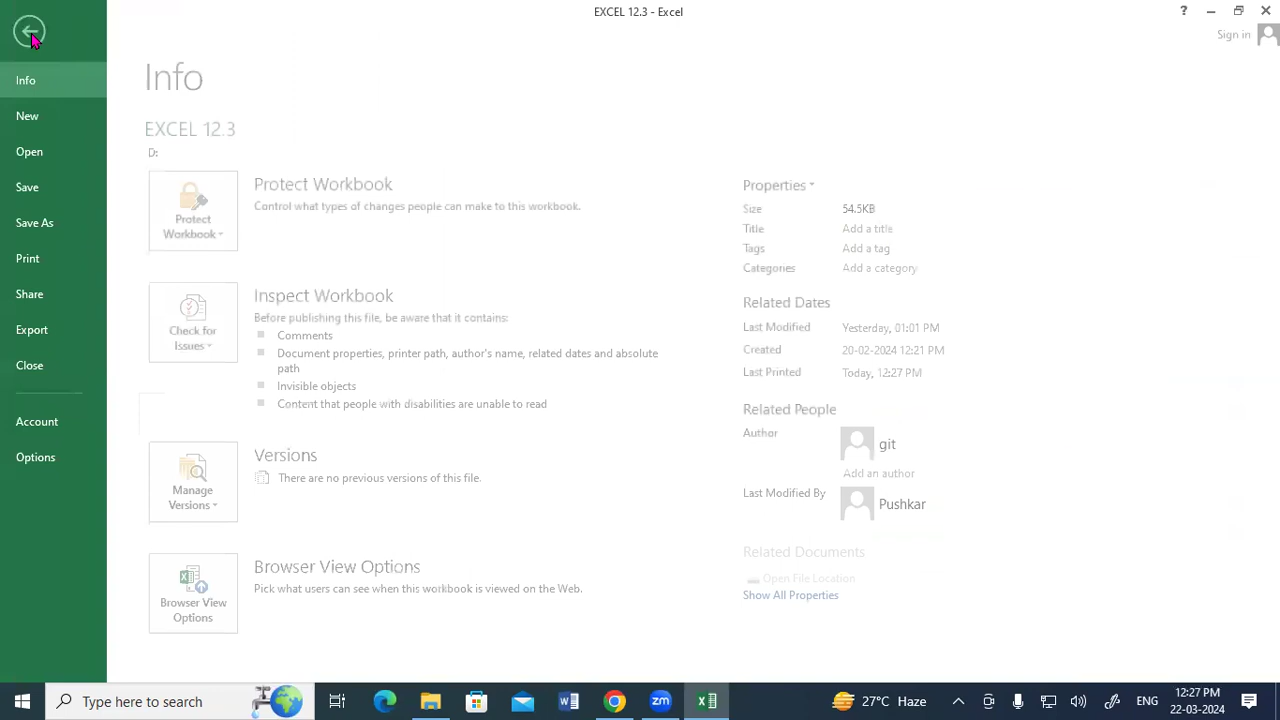 EXCEL 12.3 - Excel
?
Sign in
Info
New
Open
Save
Save As
Print
Share
Export
Close
Account
Options
Info
EXCEL 12.3
D:
Protect Workbook
Protect Workbook
Control what types of changes people can make to this workbook.
Check for Issues
Inspect Workbook
Before publishing this file, be aware that it contains:
Comments
Document properties, printer path, author's name, related dates and absolute
path
Invisible objects
Content that people with disabilities are unable to read
Manage Versions
Versions
There are no previous versions of this file.
Browser View Options
Browser View Options
Pick what users can see when this workbook is viewed on the Web.
Properties
Size 54.5KB
Title Add a title
Tags Add a tag
Categories Add a category
Related Dates
Last Modified Yesterday, 01:01 PM
Created 20-02-2024 12:21 PM
Last Printed Today, 12:27 PM
Related People
Author git
Add an author
Last Modified By Pushkar
Related Documents
Open File Location
Show All Properties
Type here to search
27°C Haze
ENG
12:27 PM
22-03-2024